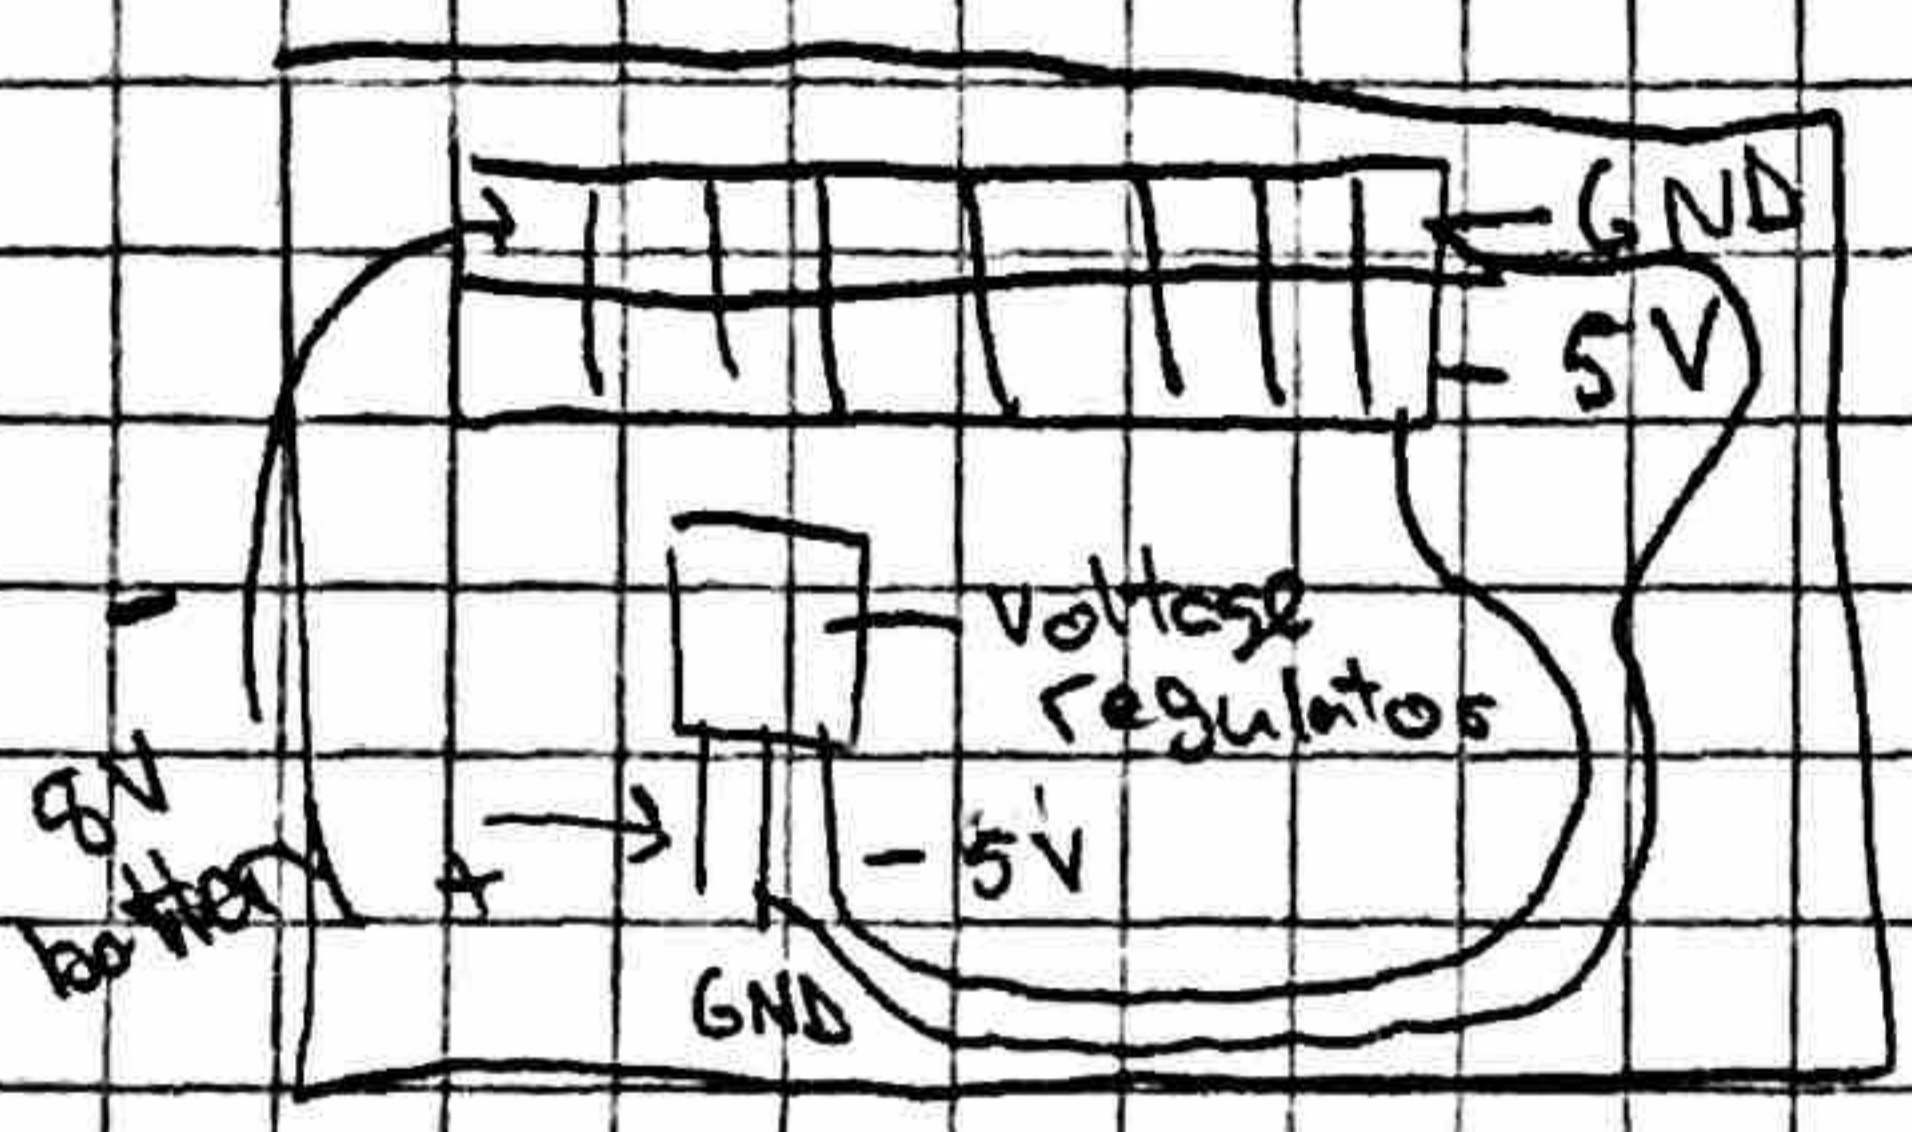 GND
5V
voltage
regulator
-
8V
battery
+
- 5V
GND